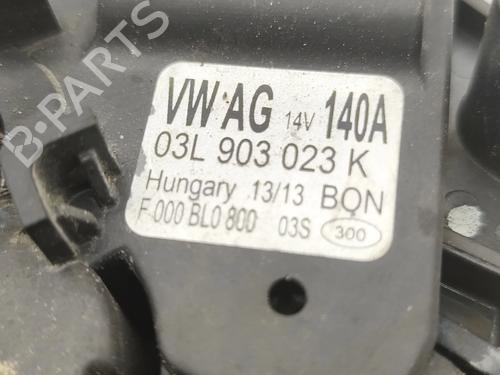 B-PARTS
VW AG 14V 140A
03L 903 023 K
Hungary 13/13 BON
F 000 BL0 800 03S 300